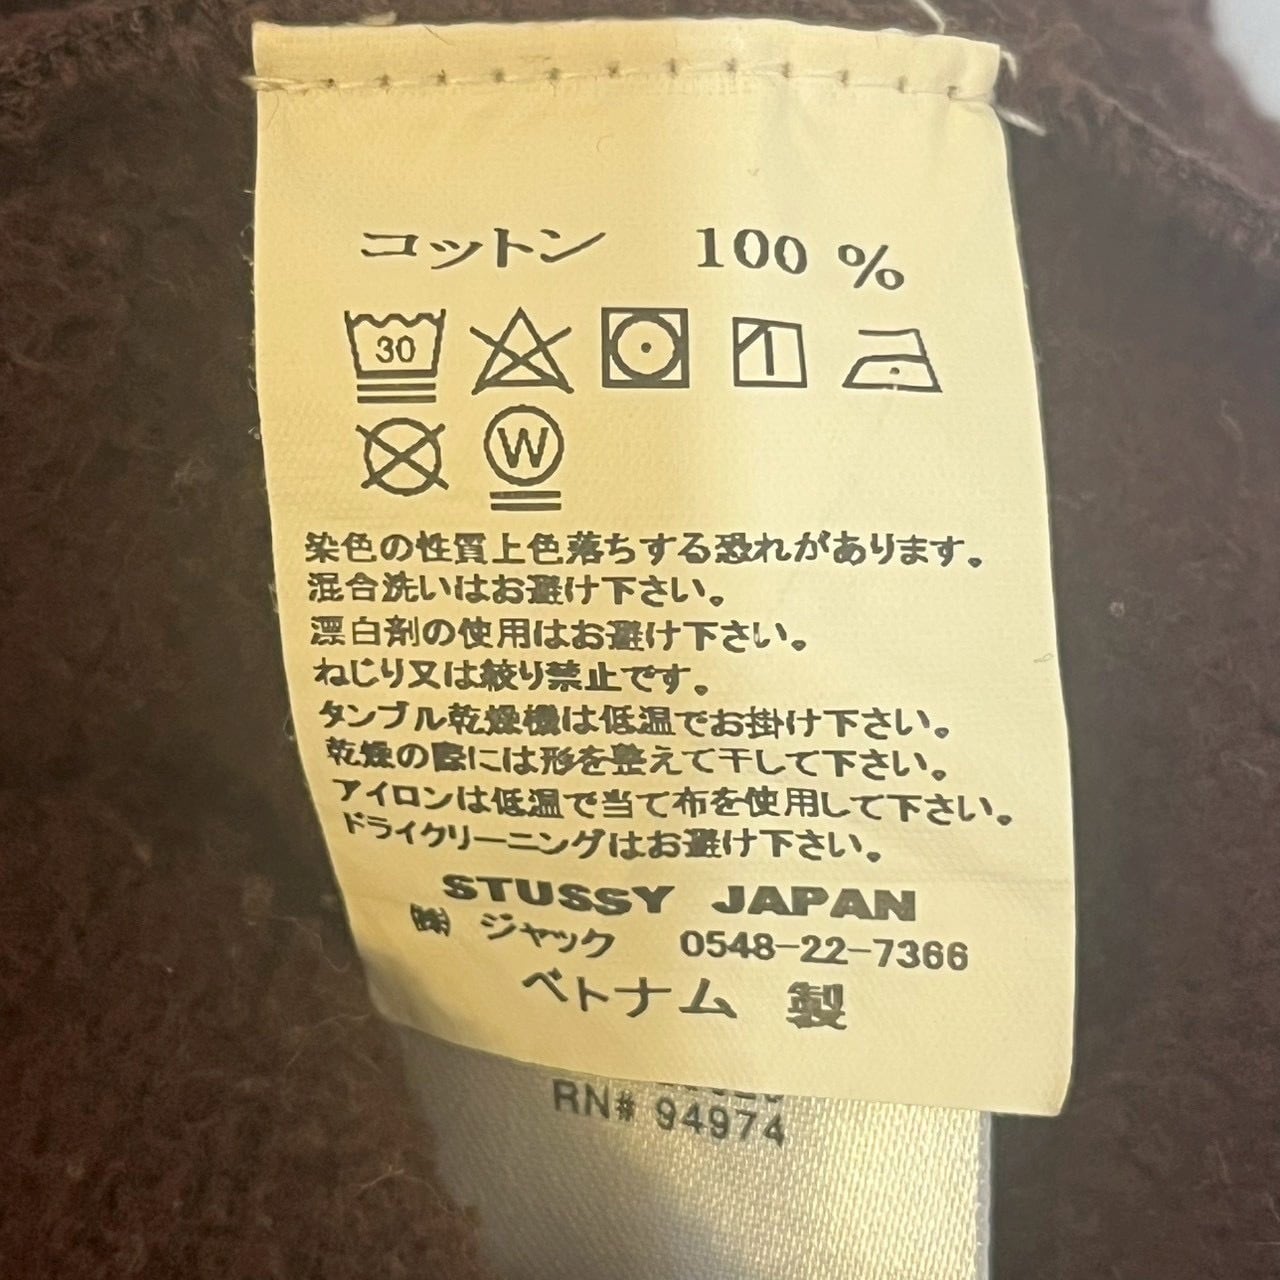 コットン 100 %
30
W
染色の性質上色落ちする恐れがあります。
混合洗いはお避け下さい。
漂白剤の使用はお避け下さい。
ねじり又は絞り禁止です。
タンブル乾燥機は低温でお掛け下さい。
乾燥の際には形を整えて干して下さい。
アイロンは低温で当て布を使用して下さい。
ドライクリーニングはお避け下さい。
STUSSY JAPAN
㈱ ジャック 0548-22-7366
ベトナム 製
RN# 94974